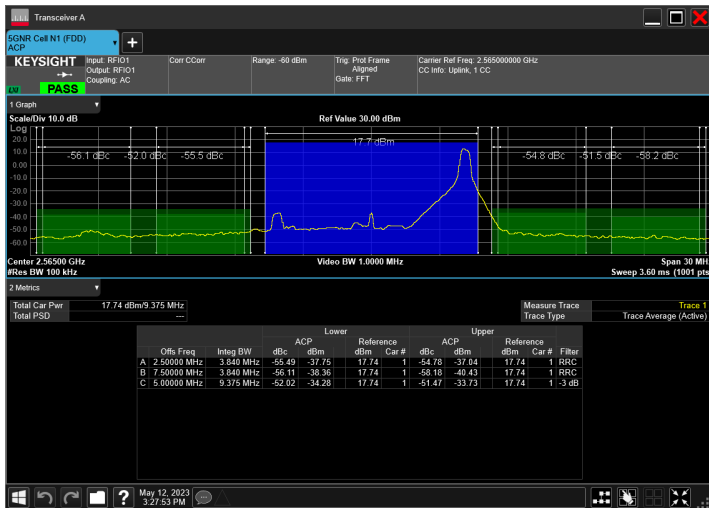 Transceiver A
5GNR Cell N1 (FDD)
ACP
KEYSIGHT
LXI
PASS
Input: RFIO1
Output: RFIO1
Coupling: AC
Corr CCorr
Range: -60 dBm
Trig: Prot Frame
Aligned
Gate: FFT
Carrier Ref Freq: 2.565000000 GHz
CC Info: Uplink, 1 CC
1 Graph
Scale/Div 10.0 dB
Ref Value 30.00 dBm
Log
20.0
10.0
0.00
-10.0
-20.0
-30.0
-40.0
-50.0
-60.0
-56.1 dBc
-52.0 dBc
-55.5 dBc
17.7 dBm
-54.8 dBc
-51.5 dBc
-58.2 dBc
Center 2.56500 GHz
Video BW 1.0000 MHz
Span 30 MH
#Res BW 100 kHz
Sweep 3.60 ms (1001 pts
2 Metrics
Total Car Pwr 17.74 dBm/9.375 MHz
Total PSD ---
Measure Trace Trace 1
Trace Type Trace Average (Active)
Lower Upper
ACP Reference ACP Reference
Offs Freq Integ BW dBc dBm dBm Car # dBc dBm dBm Car # Filter
A 2.50000 MHz 3.840 MHz -55.49 -37.75 17.74 1 -54.78 -37.04 17.74 1 RRC
B 7.50000 MHz 3.840 MHz -56.11 -38.36 17.74 1 -58.18 -40.43 17.74 1 RRC
C 5.00000 MHz 9.375 MHz -52.02 -34.28 17.74 1 -51.47 -33.73 17.74 1 -3 dB
May 12, 2023
3:27:53 PM